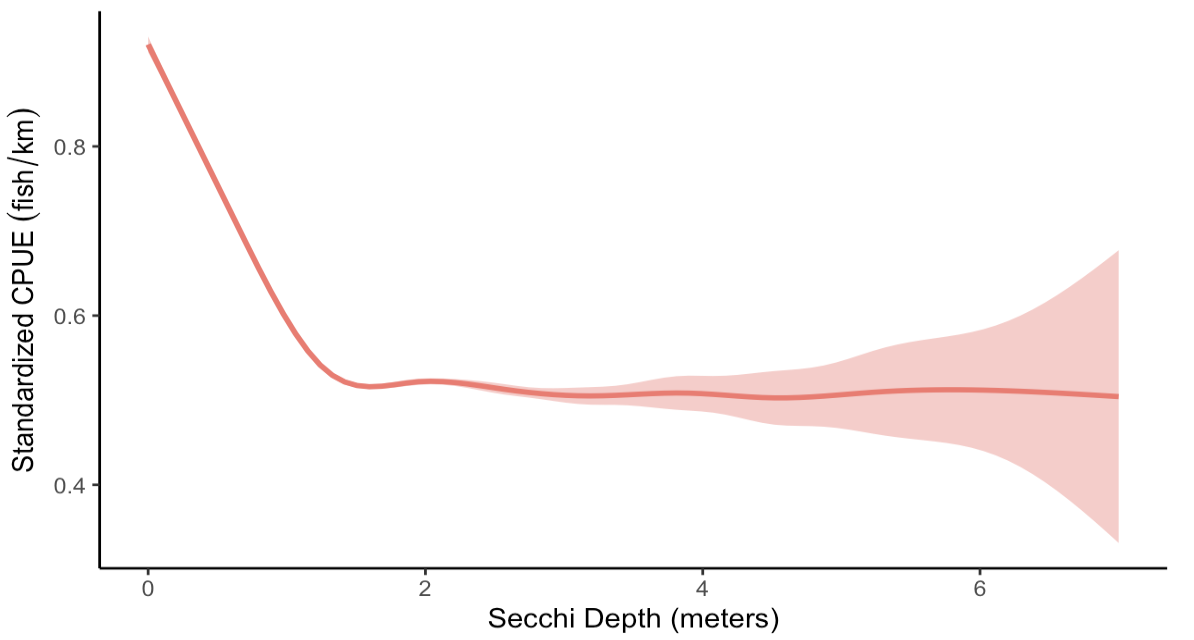 Standardized CPUE (fish/km)
0.8
0.6
0.4
0 2 4 6
Secchi Depth (meters)